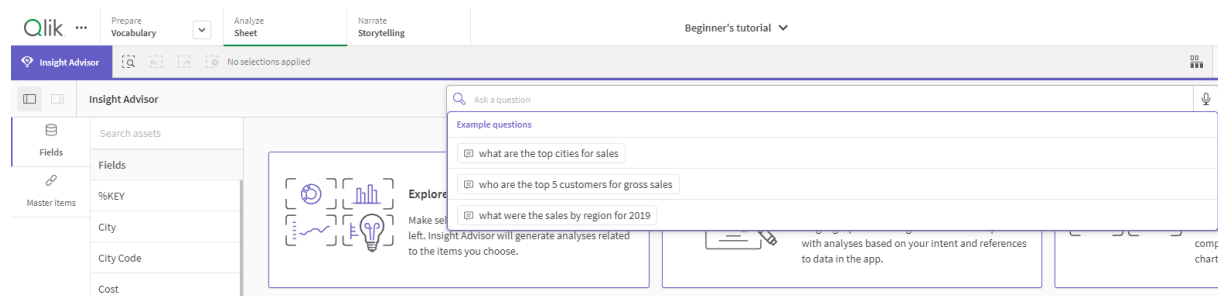 Qlik
Prepare
Vocabulary
Analyze
Sheet
Narrate
Storytelling
Beginner's tutorial
Insight Advisor
No selections applied
Insight Advisor
Ask a question
Example questions
what are the top cities for sales
who are the top 5 customers for gross sales
what were the sales by region for 2019
Fields
Master items
Search assets
Fields
%KEY
City
City Code
Cost
Explore
Make sel
left. Insight Advisor will generate analyses related
to the items you choose.
with analyses based on your intent and references
to data in the app.
comp
chart